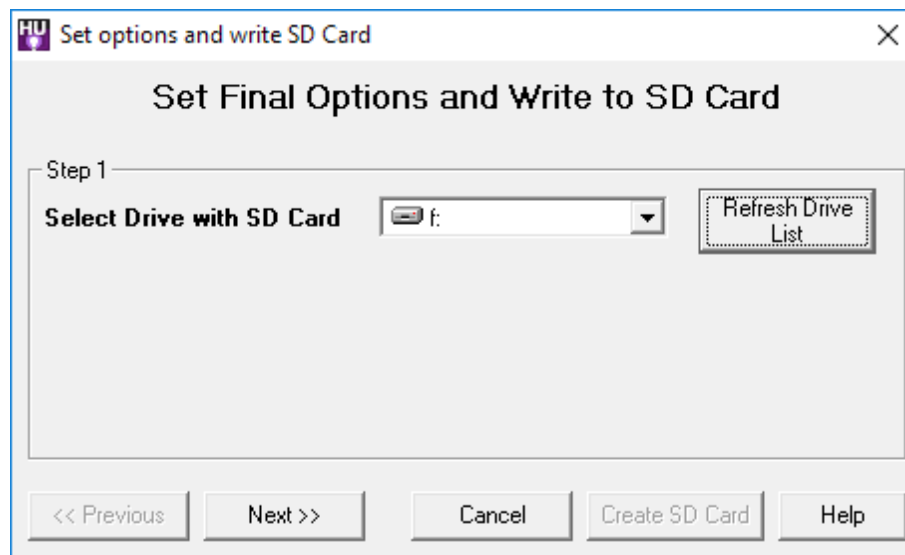 HU
Set options and write SD Card
Set Final Options and Write to SD Card
Step 1
Select Drive with SD Card
f:
Refresh Drive
List
<< Previous
Next >>
Cancel
Create SD Card
Help